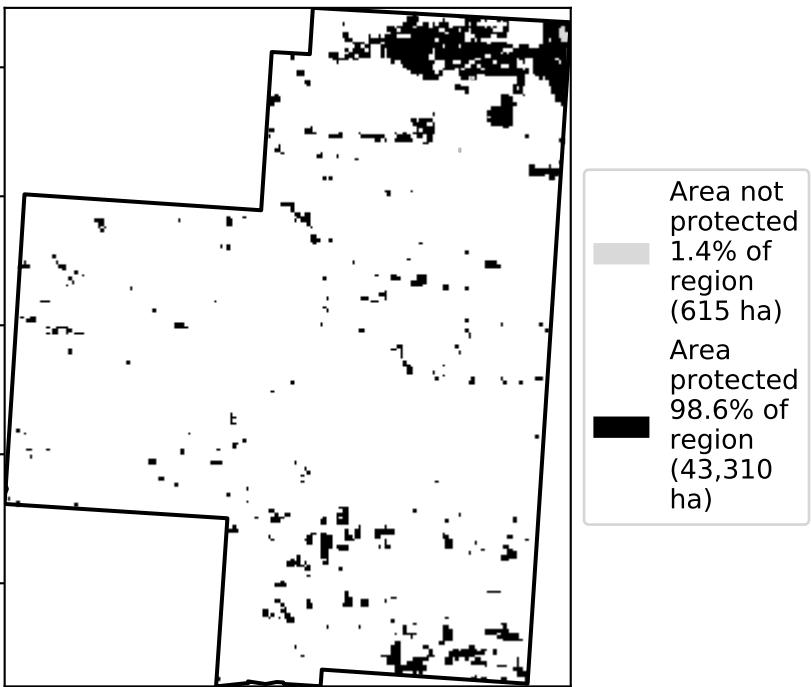 Area not
protected
1.4% of
region
(615 ha)
Area
protected
98.6% of
region
(43,310
ha)